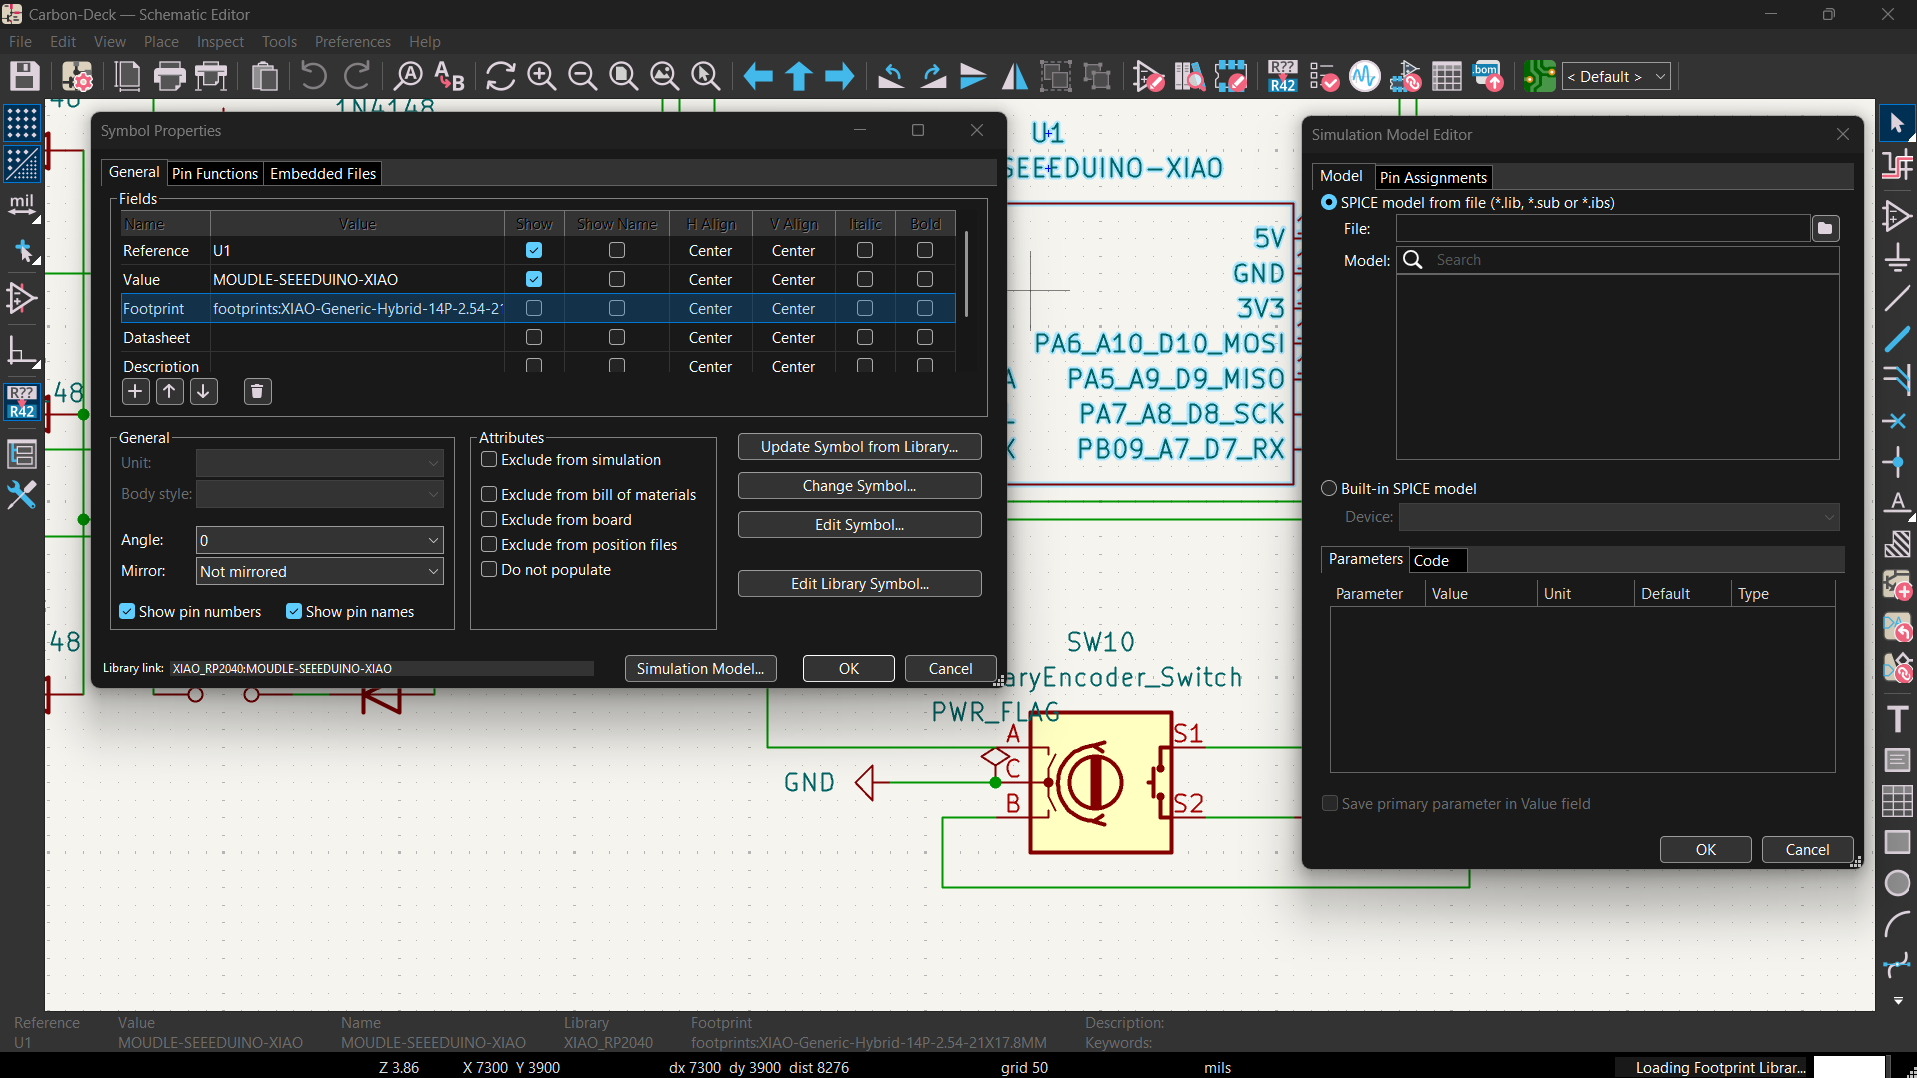 Carbon-Deck — Schematic Editor
File Edit View Place Inspect Tools Preferences Help
A
A B
R??
R42
bom
< Default >
mil
R??
R42
A
T
48
1N4148
48
48
U1
SEEEDUINO-XIAO
5V
GND
3V3
PA6_A10_D10_MOSI
PA5_A9_D9_MISO
PA7_A8_D8_SCK
PB09_A7_D7_RX
SW10
aryEncoder_Switch
PWR_FLAG
A
S1
GND
C
B
S2
Symbol Properties
General Pin Functions Embedded Files
Fields
Name Value Show Show Name H Align V Align Italic Bold
Reference U1 Center Center
Value MOUDLE-SEEEDUINO-XIAO Center Center
Footprint footprints:XIAO-Generic-Hybrid-14P-2.54-21 Center Center
Datasheet Center Center
Description Center Center
General
Unit:
Body style:
Angle: 0
Mirror: Not mirrored
Show pin numbers Show pin names
Attributes
Exclude from simulation
Exclude from bill of materials
Exclude from board
Exclude from position files
Do not populate
Update Symbol from Library...
Change Symbol...
Edit Symbol...
Edit Library Symbol...
Library link: XIAO_RP2040:MOUDLE-SEEEDUINO-XIAO
Simulation Model... OK Cancel
Simulation Model Editor
Model Pin Assignments
SPICE model from file (*.lib, *.sub or *.ibs)
File:
Model: Search
Built-in SPICE model
Device:
Parameters Code
Parameter Value Unit Default Type
Save primary parameter in Value field
OK Cancel
Reference Value Name Library Footprint Description:
U1 MOUDLE-SEEEDUINO-XIAO MOUDLE-SEEEDUINO-XIAO XIAO_RP2040 footprints:XIAO-Generic-Hybrid-14P-2.54-21X17.8MM Keywords:
Z 3.86 X 7300 Y 3900 dx 7300 dy 3900 dist 8276 grid 50 mils Loading Footprint Librar...